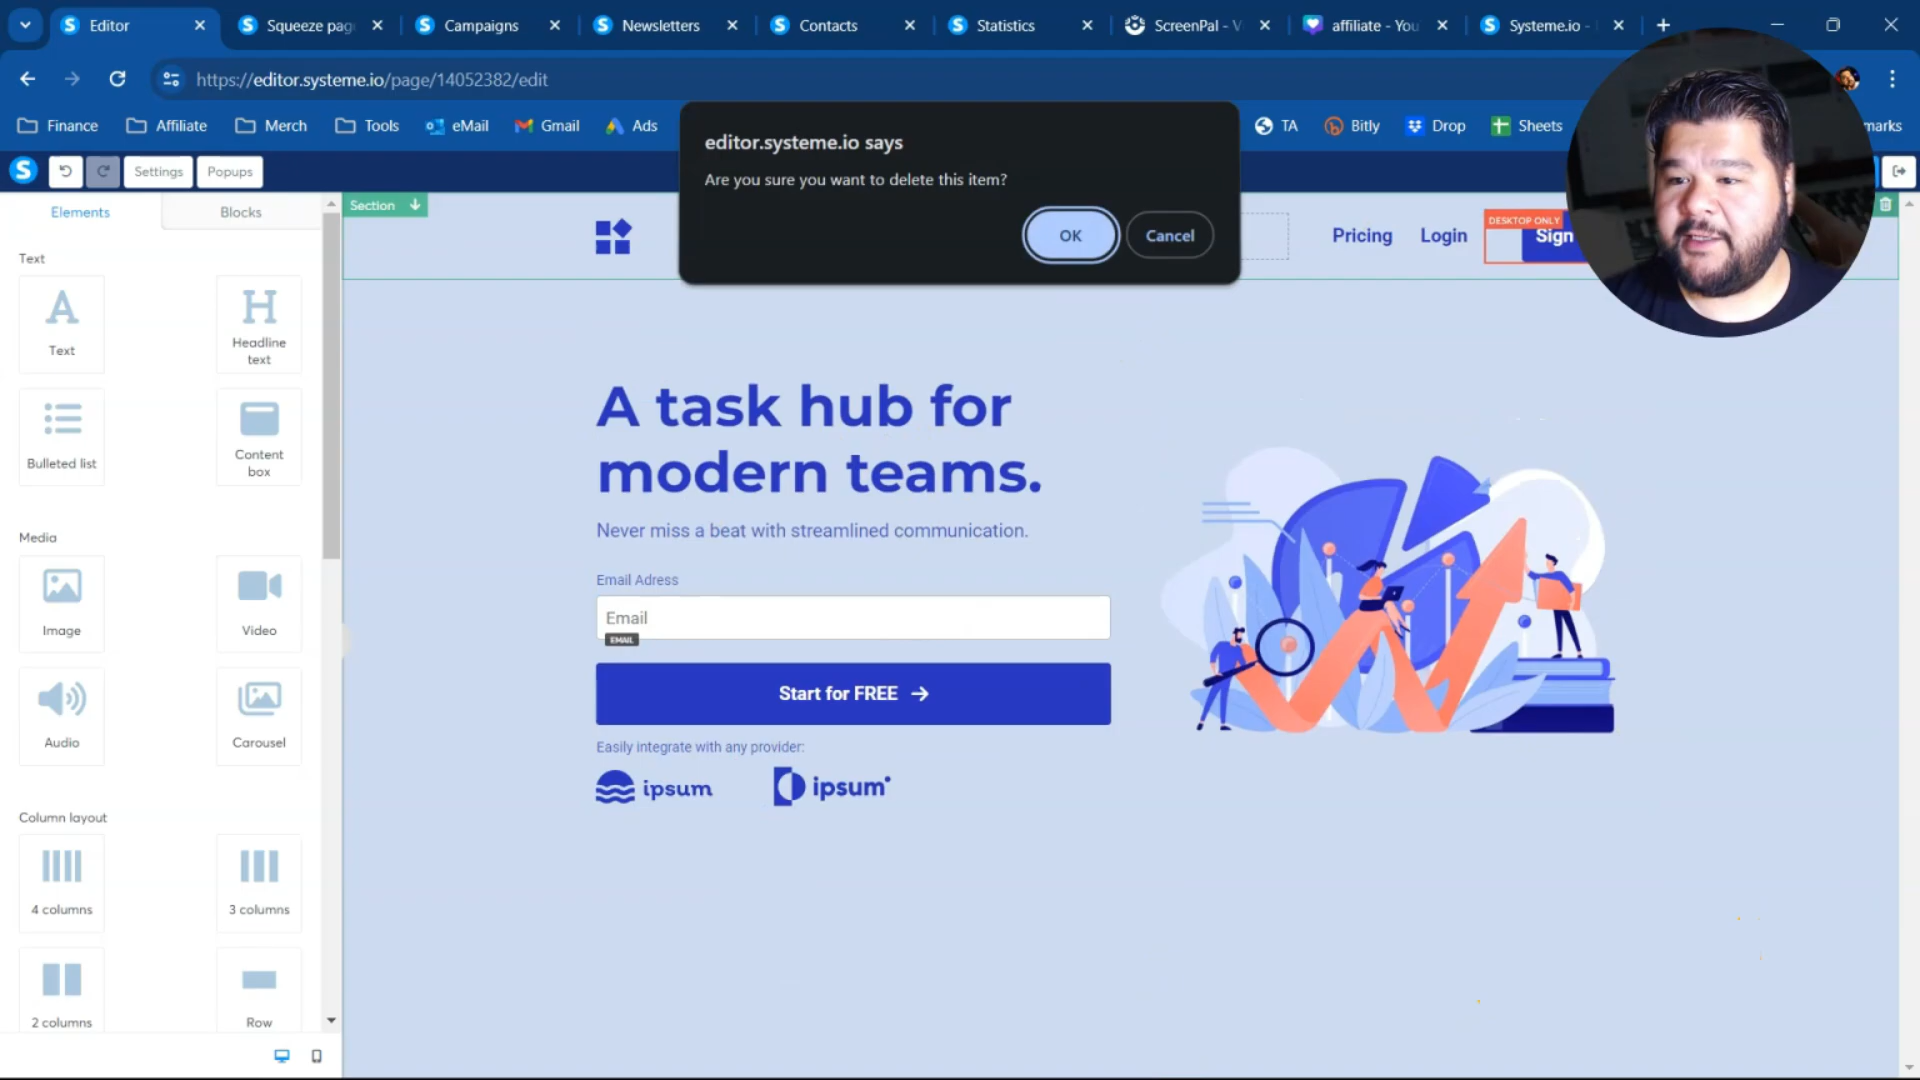 Editor
Squeeze pag
Campaigns
Newsletters
Contacts
Statistics
ScreenPal - V
affiliate - You
Systeme.io -
https://editor.systeme.io/page/14052382/edit
Finance
Affiliate
Merch
Tools
eMail
Gmail
Ads
TA
Bitly
Drop
Sheets
marks
editor.systeme.io says
Are you sure you want to delete this item?
OK
Cancel
Settings
Popups
Elements
Blocks
Section
Pricing
Login
DESKTOP ONLY
Sign
Text
Text
Headline text
Bulleted list
Content box
Media
Image
Video
Audio
Carousel
Column layout
4 columns
3 columns
2 columns
Row
A task hub for
modern teams.
Never miss a beat with streamlined communication.
Email Adress
Email
EMAIL
Start for FREE →
Easily integrate with any provider:
ipsum
ipsum